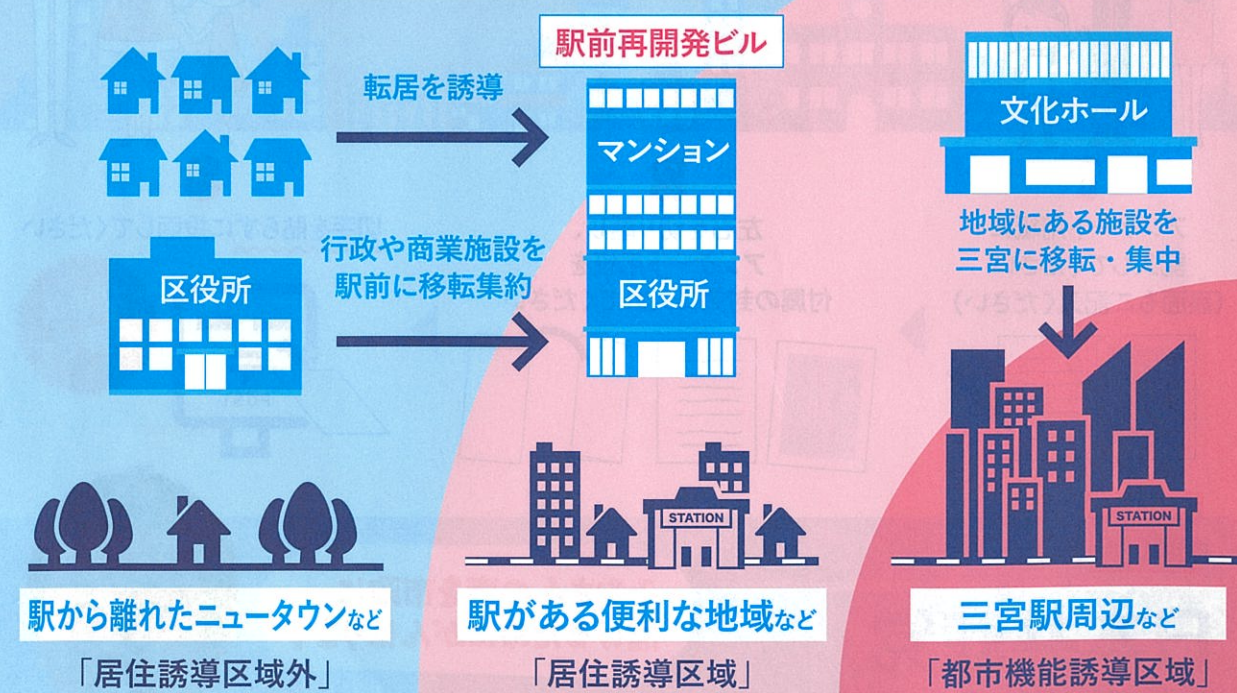 駅前再開発ビル
転居を誘導
マンション
文化ホール
行政や商業施設を
駅前に移転集約
区役所
区役所
地域にある施設を
三宮に移転・集中
STATION
STATION
駅から離れたニュータウンなど
駅がある便利な地域など
三宮駅周辺など
「居住誘導区域外」
「居住誘導区域」
「都市機能誘導区域」